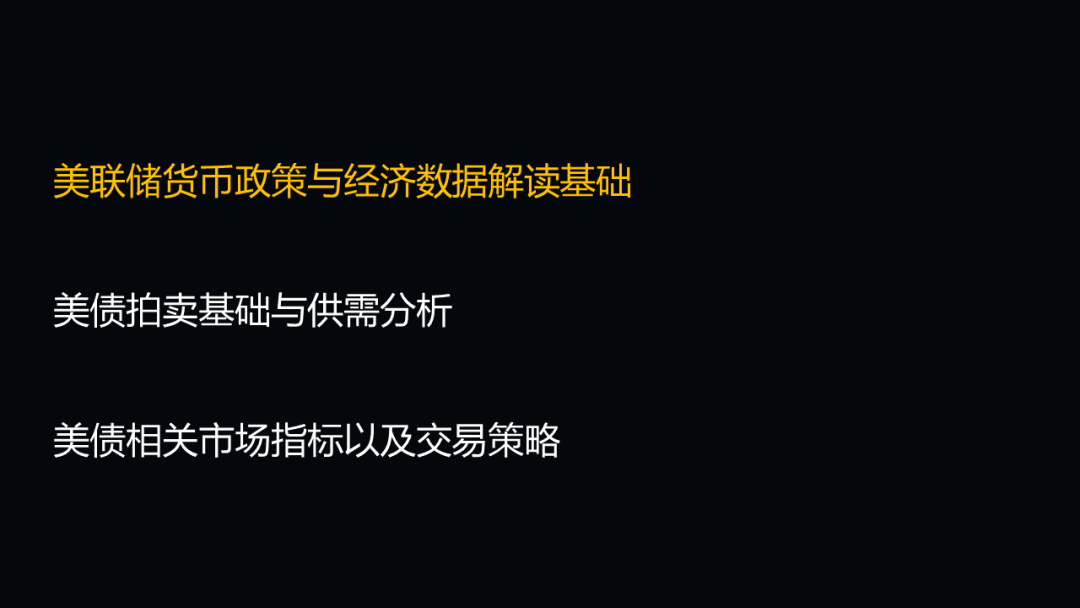 美联储货币政策与经济数据解读基础
美债拍卖基础与供需分析
美债相关市场指标以及交易策略